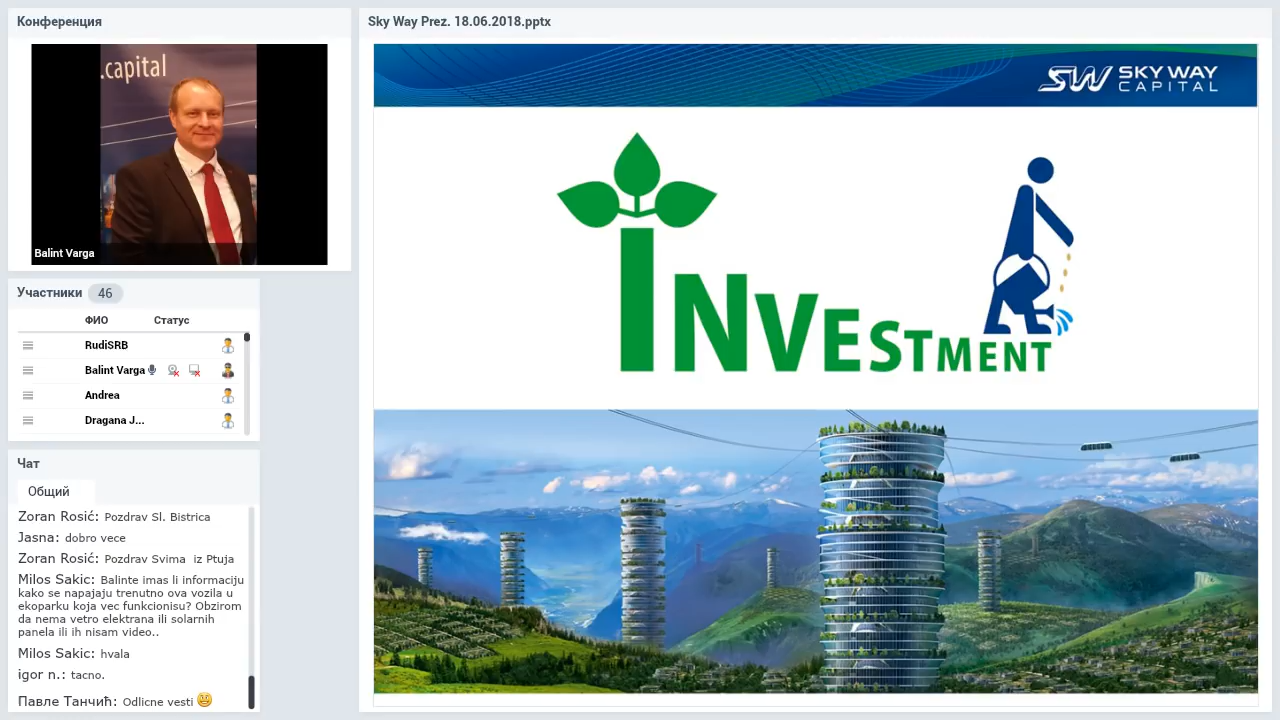 Конференция
.capital
Balint Varga
Участники 46
ФИО Статус
RudiSRB
Balint Varga
Andrea
Dragana J...
Чат
Общий
Zoran Rosić: Pozdrav Sl. Bistrica
Jasna: dobro vece
Zoran Rosić: Pozdrav Svima iz Ptuja
Milos Sakic: Balinte imas li informaciju
kako se napajaju trenutno ova vozila u
ekoparku koja vec funkcinilisu? Obzirom
da nema vetro elektrana ili solarnih
panela ili ih nisam video..
Milos Sakic: hvala
igor n.: tacno.
Павле Танчић: Odlicne vesti
Sky Way Prez. 18.06.2018.pptx
SW SKY WAY
CAPITAL
INVESTMENT